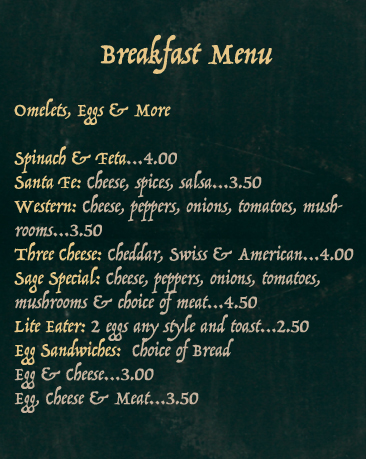 Breakfast Menu
Omelets, Eggs & More
Spinach & Feta...4.00
Santa Fe: Cheese, spices, salsa...3.50
Western: Cheese, peppers, onions, tomatoes, mush-
rooms...3.50
Three Cheese: Cheddar, Swiss & American...4.00
Sage Special: Cheese, peppers, onions, tomatoes,
mushrooms & choice of meat...4.50
Lite Eater: 2 eggs any style and toast...2.50
Egg Sandwiches: Choice of Bread
Egg & Cheese...3.00
Egg, Cheese & Meat...3.50